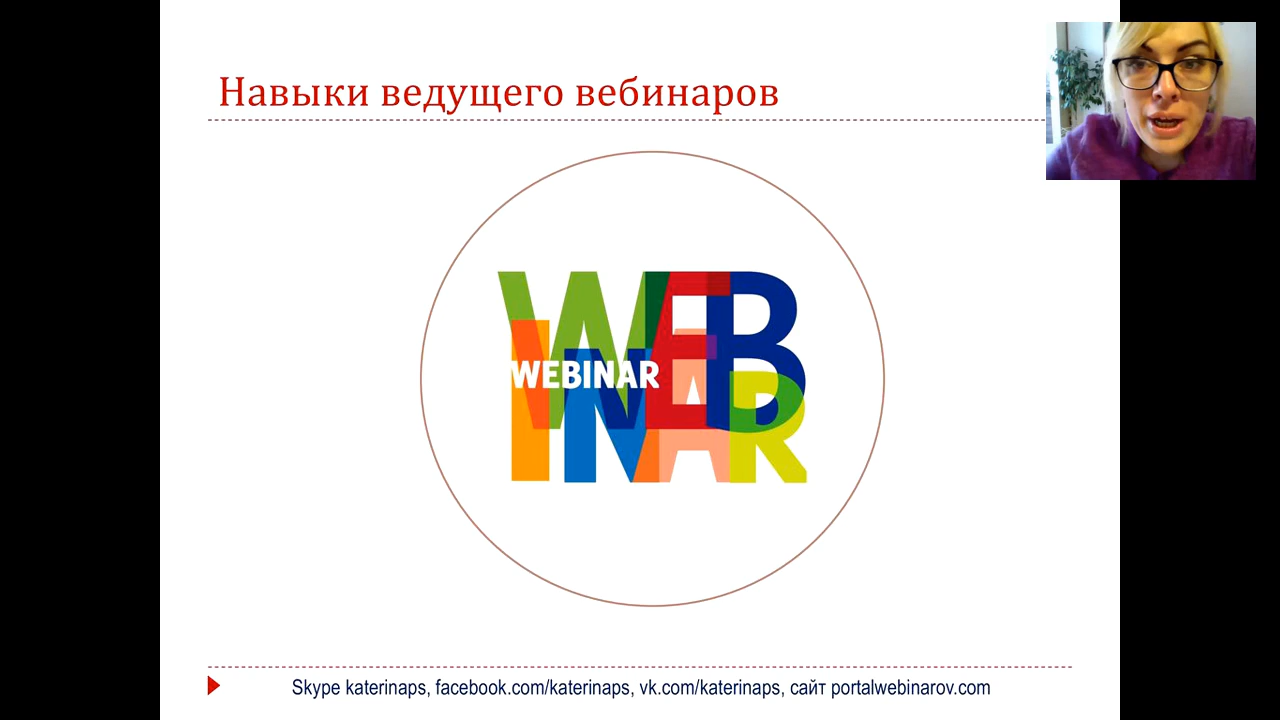 Навыки ведущего вебинаров
WEB
WEBINAR
INAR
Skype katerinaps, facebook.com/katerinaps, vk.com/katerinaps, сайт portalwebinarov.com